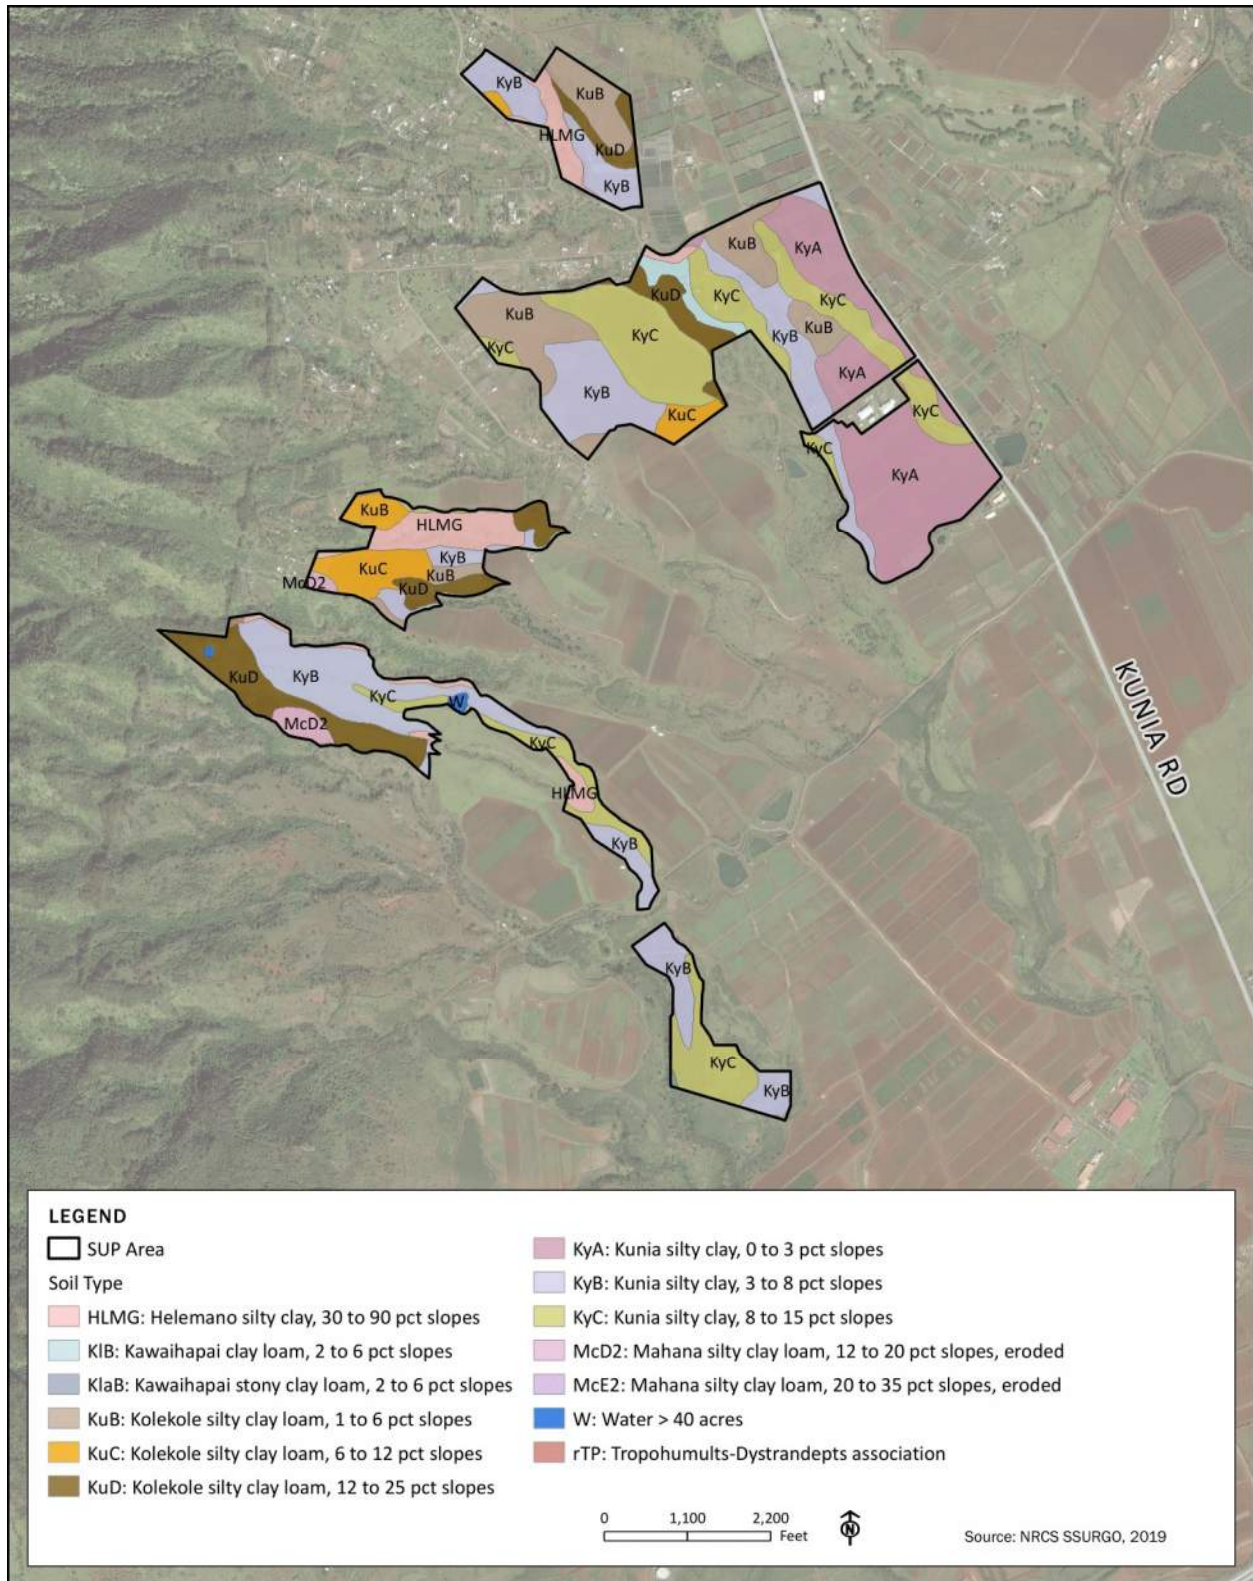 KyB
KuB
HLMG
KuD
KyB
KuB
KyA
KuD
KyC
KyC
KuB
KyC
KyB
KuB
KyC
KyA
KyB
KuC
KyC
KyC
KyA
KuB
HLMG
KyB
KuC
KuB
McD2
KuD
KuD
KyB
KyC
W
McD2
KyC
HLMG
KyB
KUNIA RD
KyB
KyC
KyB
LEGEND
SUP Area
Soil Type
HLMG: Helemano silty clay, 30 to 90 pct slopes
KlB: Kawaihapai clay loam, 2 to 6 pct slopes
KlaB: Kawaihapai stony clay loam, 2 to 6 pct slopes
KuB: Kolekole silty clay loam, 1 to 6 pct slopes
KuC: Kolekole silty clay loam, 6 to 12 pct slopes
KuD: Kolekole silty clay loam, 12 to 25 pct slopes
KyA: Kunia silty clay, 0 to 3 pct slopes
KyB: Kunia silty clay, 3 to 8 pct slopes
KyC: Kunia silty clay, 8 to 15 pct slopes
McD2: Mahana silty clay loam, 12 to 20 pct slopes, eroded
McE2: Mahana silty clay loam, 20 to 35 pct slopes, eroded
W: Water > 40 acres
rTP: Tropohumults-Dystrandepts association
0 1,100 2,200
Feet
N
Source: NRCS SSURGO, 2019